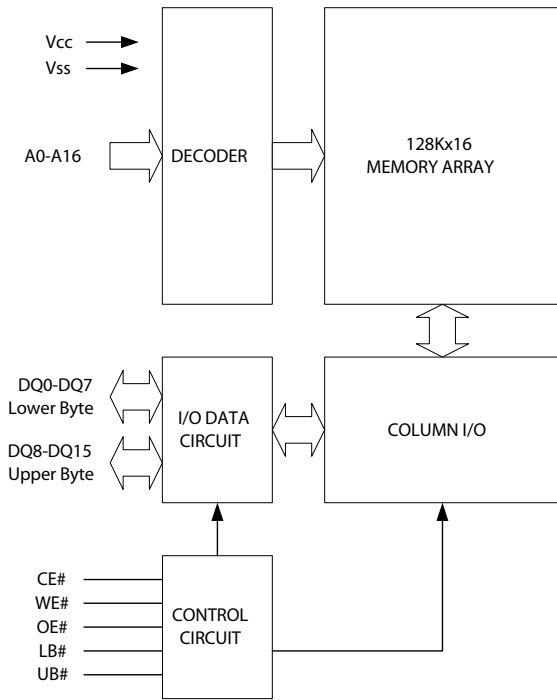 Vcc
Vss
A0-A16
DECODER
128Kx16
MEMORY ARRAY
DQ0-DQ7
Lower Byte
DQ8-DQ15
Upper Byte
I/O DATA
CIRCUIT
COLUMN I/O
CE#
WE#
OE#
LB#
UB#
CONTROL
CIRCUIT